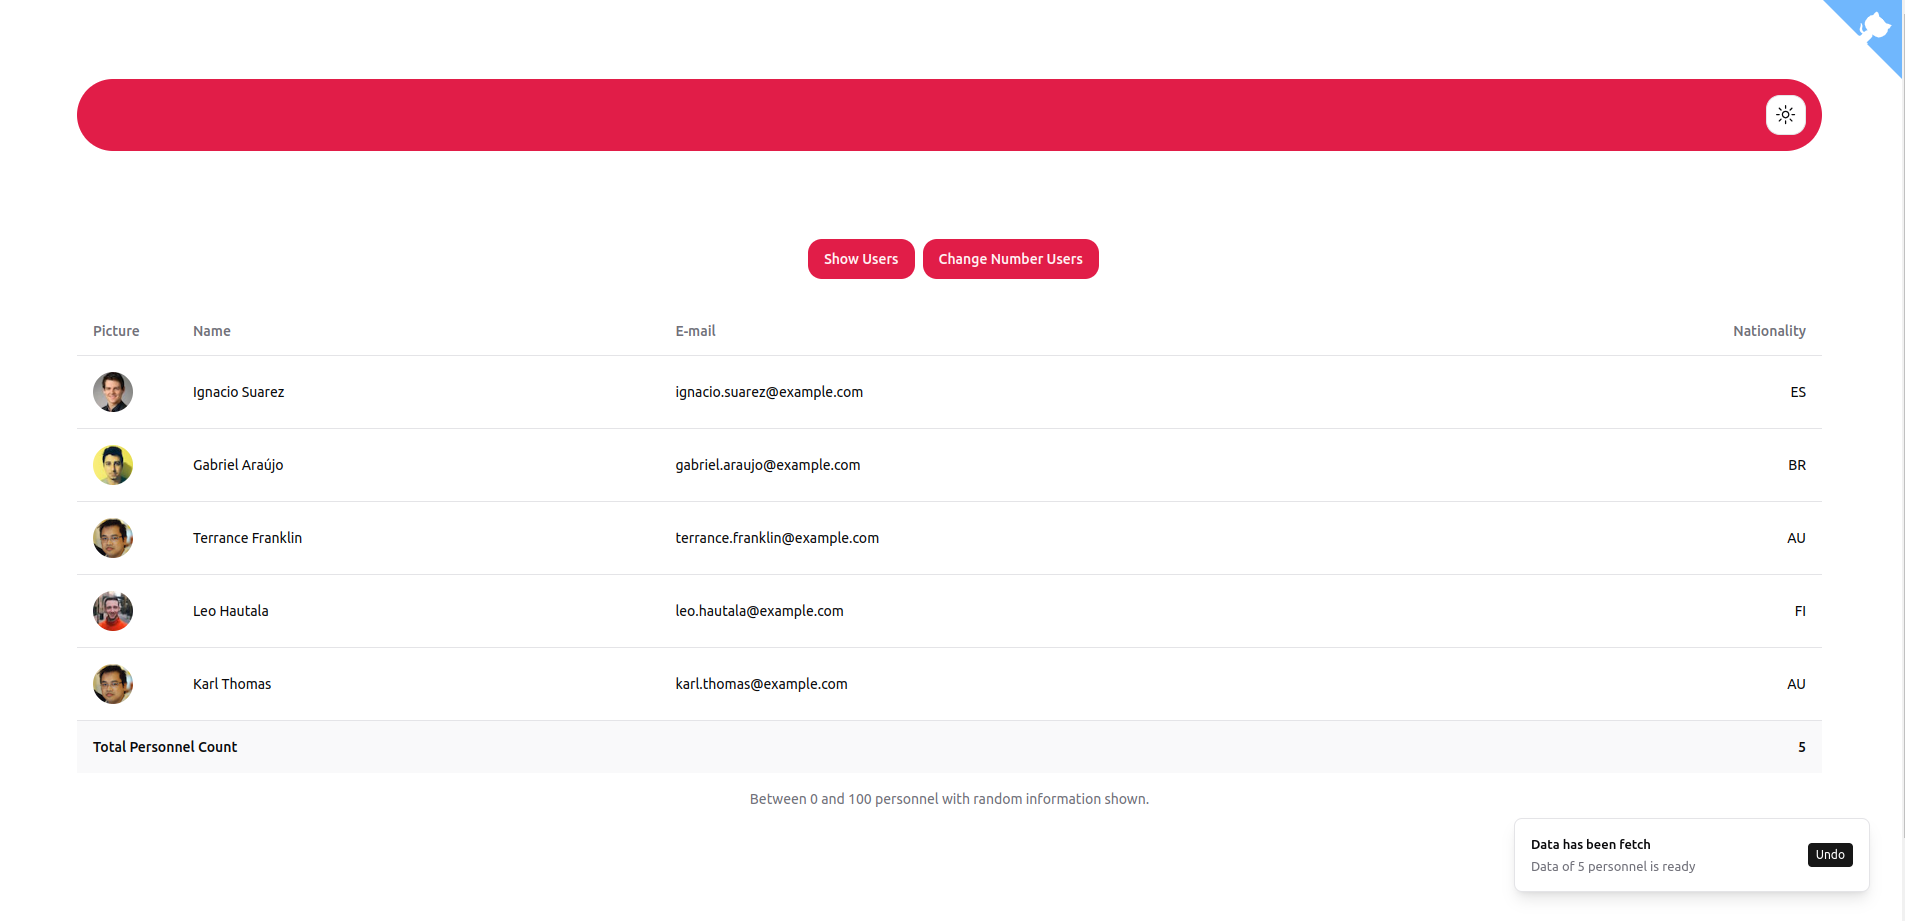 Show Users Change Number Users
Picture Name E-mail Nationality
Ignacio Suarez ignacio.suarez@example.com ES
Gabriel Araújo gabriel.araujo@example.com BR
Terrance Franklin terrance.franklin@example.com AU
Leo Hautala leo.hautala@example.com FI
Karl Thomas karl.thomas@example.com AU
Total Personnel Count 5
Between 0 and 100 personnel with random information shown.
Data has been fetch
Data of 5 personnel is ready
Undo